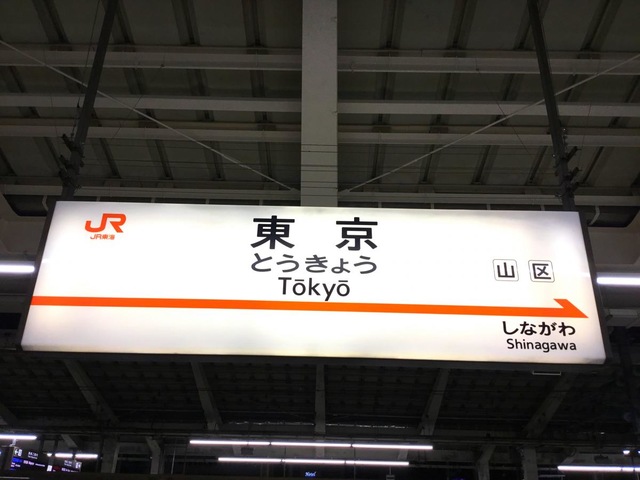 JR
JR東海
東京
とうきょう
Tōkyō
山 区
しながわ
Shinagawa